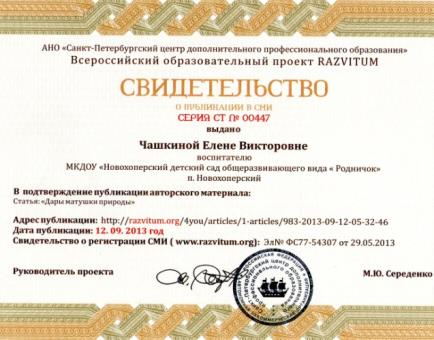 АНО «Санкт-Петербургский центр дополнительного профессионального образования»
Всероссийский образовательный проект RAZVITUM
СВИДЕТЕЛЬСТВО
О ПУБЛИКАЦИИ В СМИ
СЕРИЯ СТ № 00447
выдано
Чашкиной Елене Викторовне
воспитателю
МКДОУ «Новохоперский детский сад общеразвивающего вида « Родничок»
п. Новохоперский
В подтверждение публикации авторского материала:
Статья: «Дары матушки природы»
Адрес публикации: http://razvitum.org/4you/articles/1-articles/983-2013-09-12-05-32-46
Дата публикации: 12. 09. 2013 год
Свидетельство о регистрации СМИ ( www.razvitum.org): Эл№ ФС77-54307 от 29.05.2013
Руководитель проекта
М.Ю. Середенко